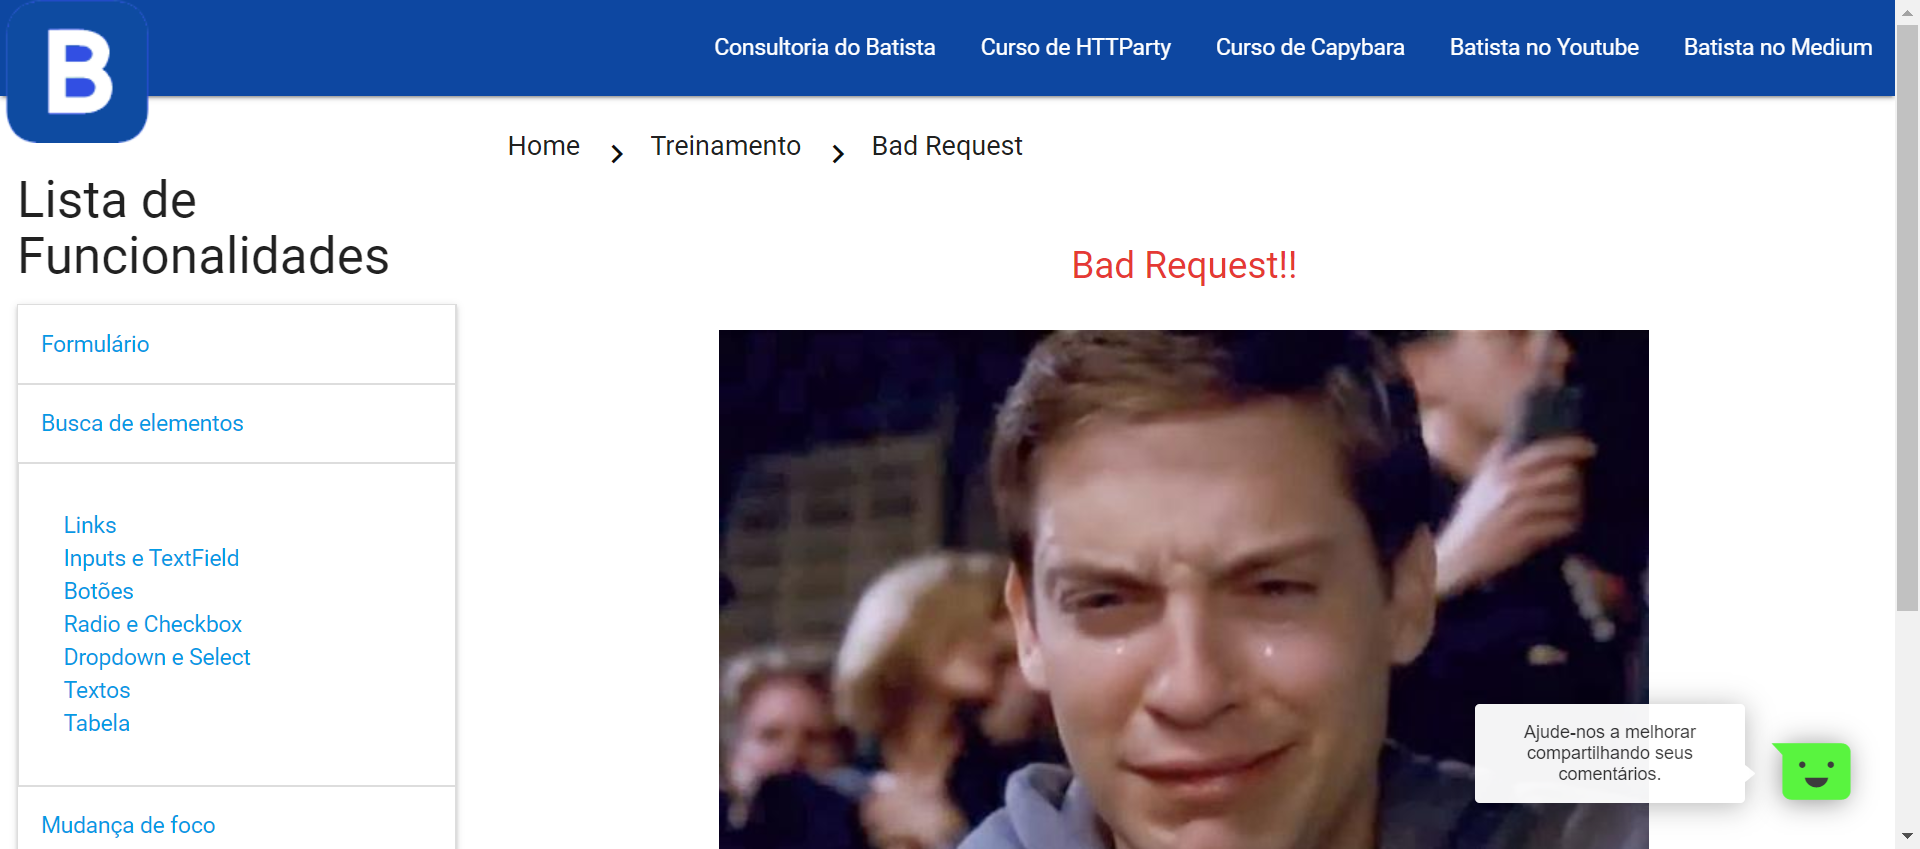 B
Consultoria do Batista
Curso de HTTParty
Curso de Capybara
Batista no Youtube
Batista no Medium
Home
Treinamento
Bad Request
Lista de
Funcionalidades
Formulário
Busca de elementos
Links
Inputs e TextField
Botões
Radio e Checkbox
Dropdown e Select
Textos
Tabela
Mudança de foco
Bad Request!!
Ajude-nos a melhorar
compartilhando seus
comentários.